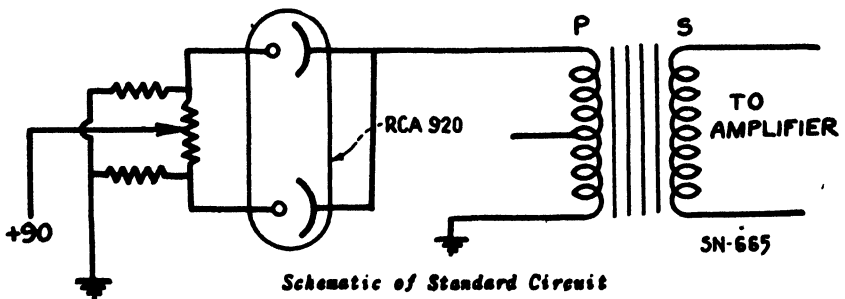 P S
TO
AMPLIFIER
RCA 920
+90
SN-665
Schematic of Standard Circuit